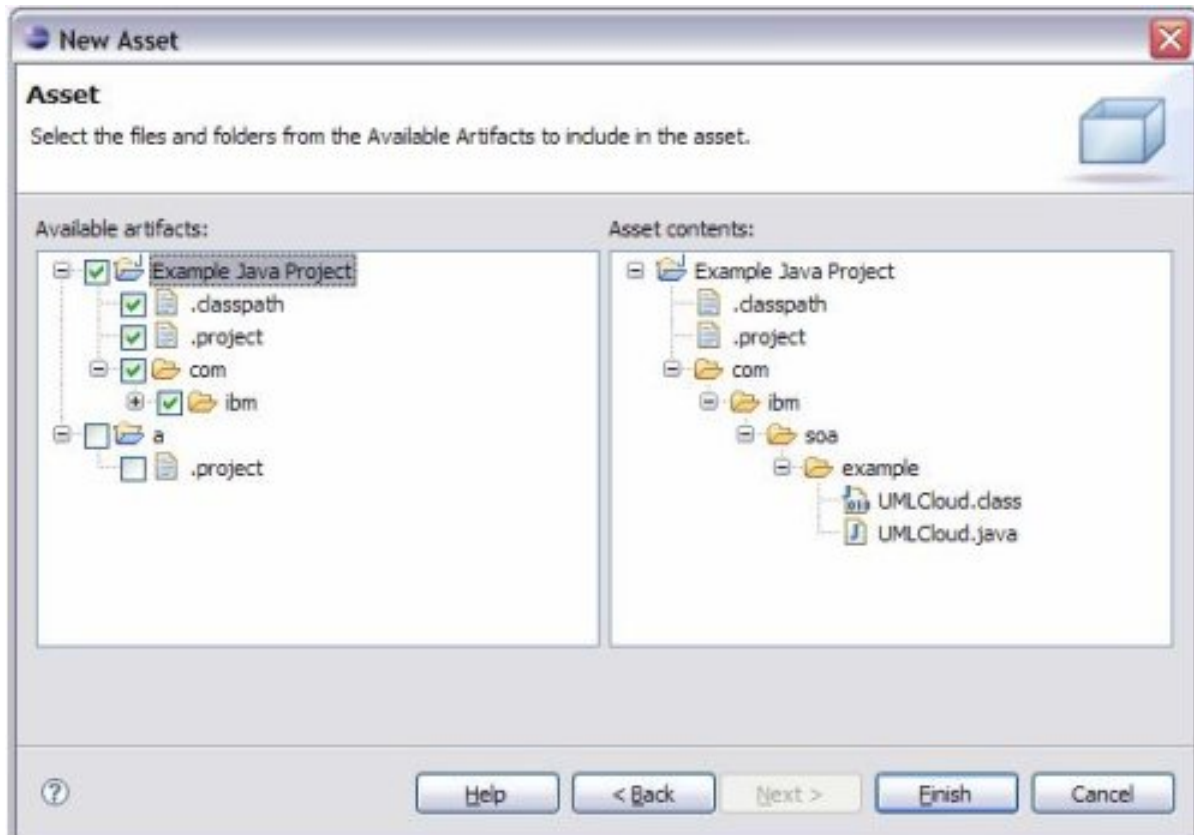 New Asset
Asset
Select the files and folders from the Available Artifacts to include in the asset.
Available artifacts:
Example Java Project
.classpath
.project
com
ibm
a
.project
Asset contents:
Example Java Project
.classpath
.project
com
ibm
soa
example
UMLCloud.class
UMLCloud.java
? Help < Back Next > Finish Cancel